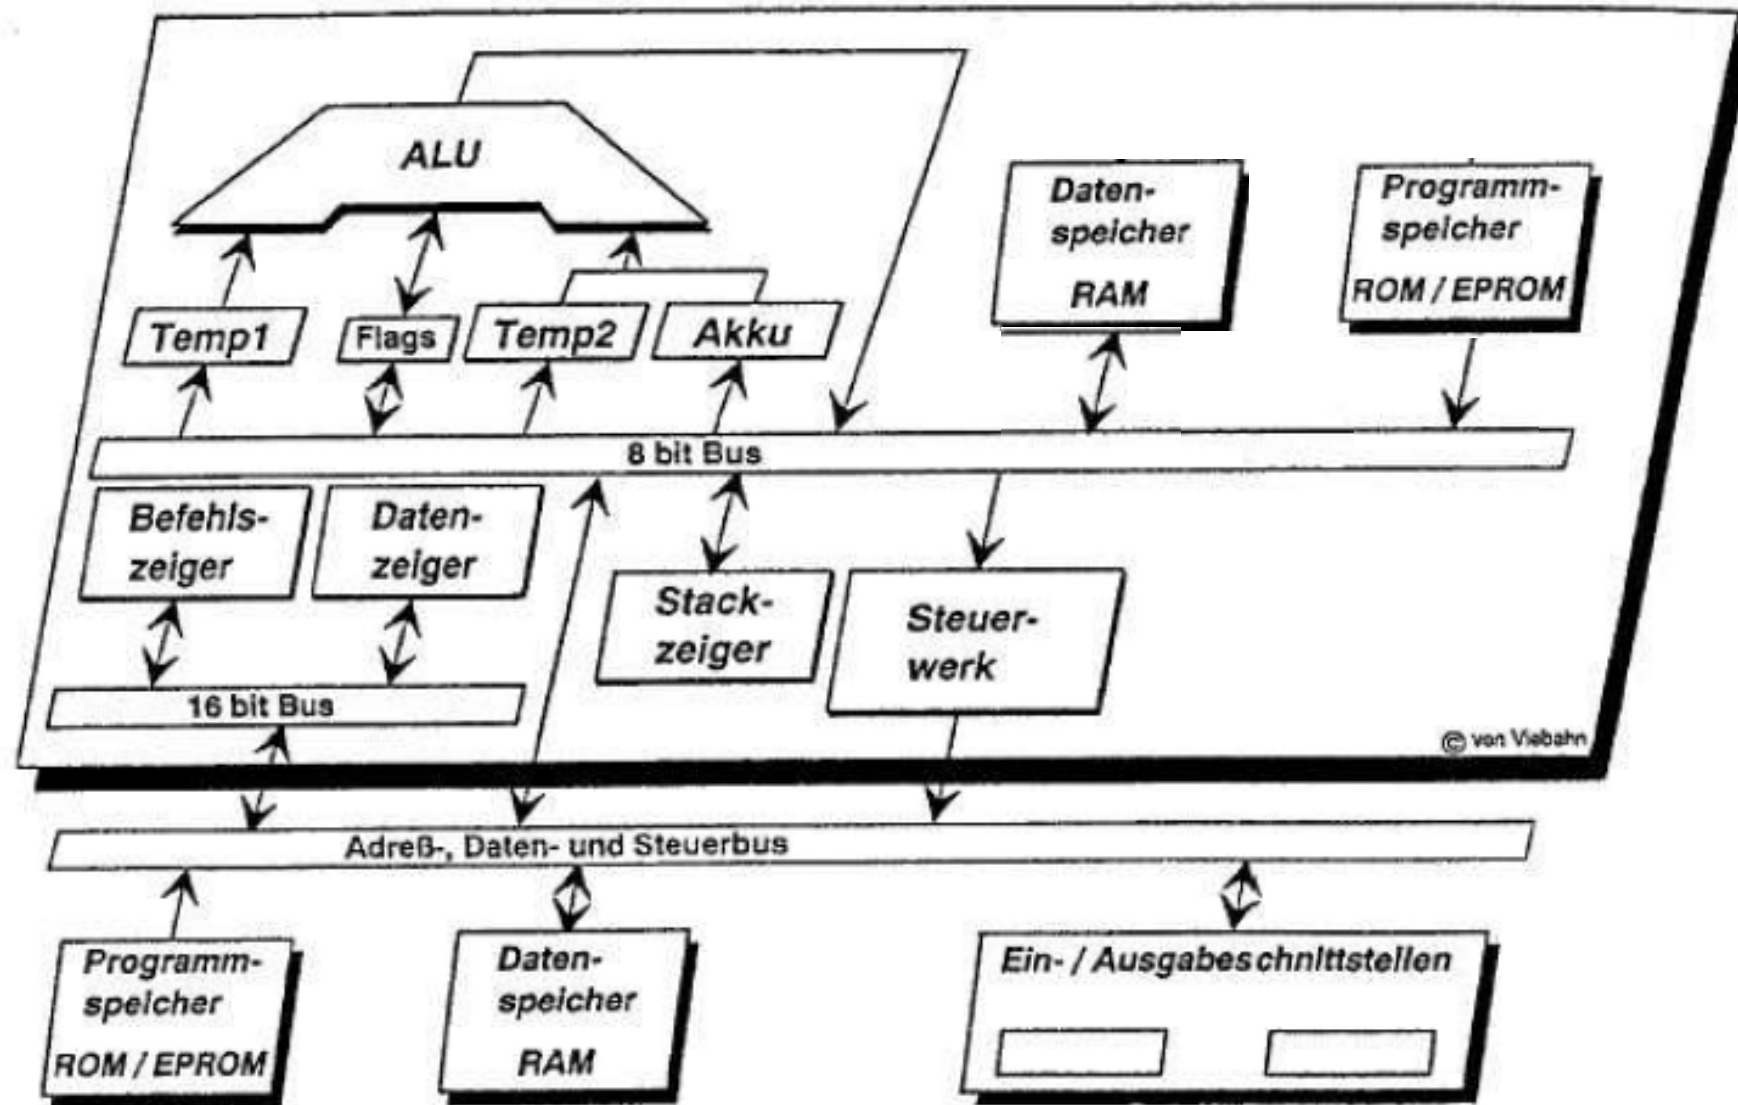 ALU
Daten-
speicher
RAM
Programm-
speicher
ROM / EPROM
Temp1
Flags
Temp2
Akku
8 bit Bus
Befehls-
zeiger
Daten-
zeiger
Stack-
zeiger
Steuer-
werk
16 bit Bus
© von Viebahn
Adreß-, Daten- und Steuerbus
Programm-
speicher
ROM / EPROM
Daten-
speicher
RAM
Ein- / Ausgabeschnittstellen